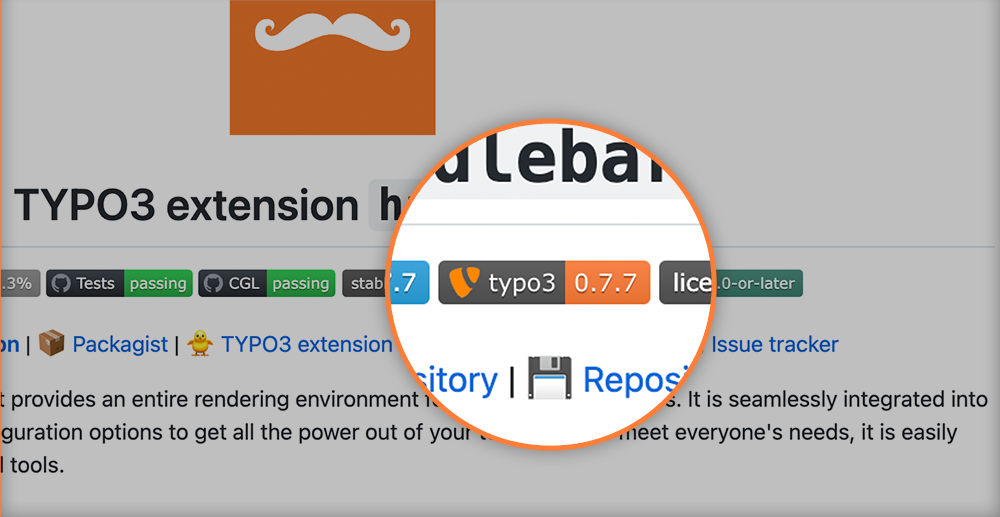 TYPO3 extension
dlebar
.3% Tests passing CGL passing stab .7 typo3 0.7.7 lice .0-or-later
on | 📦 Packagist | 🐥 TYPO3 extension sitory | 💾 Reposi Issue tracker
t provides an entire rendering environment s. It is seamlessly integrated into
guration options to get all the power out of your meet everyone's needs, it is easily
l tools.